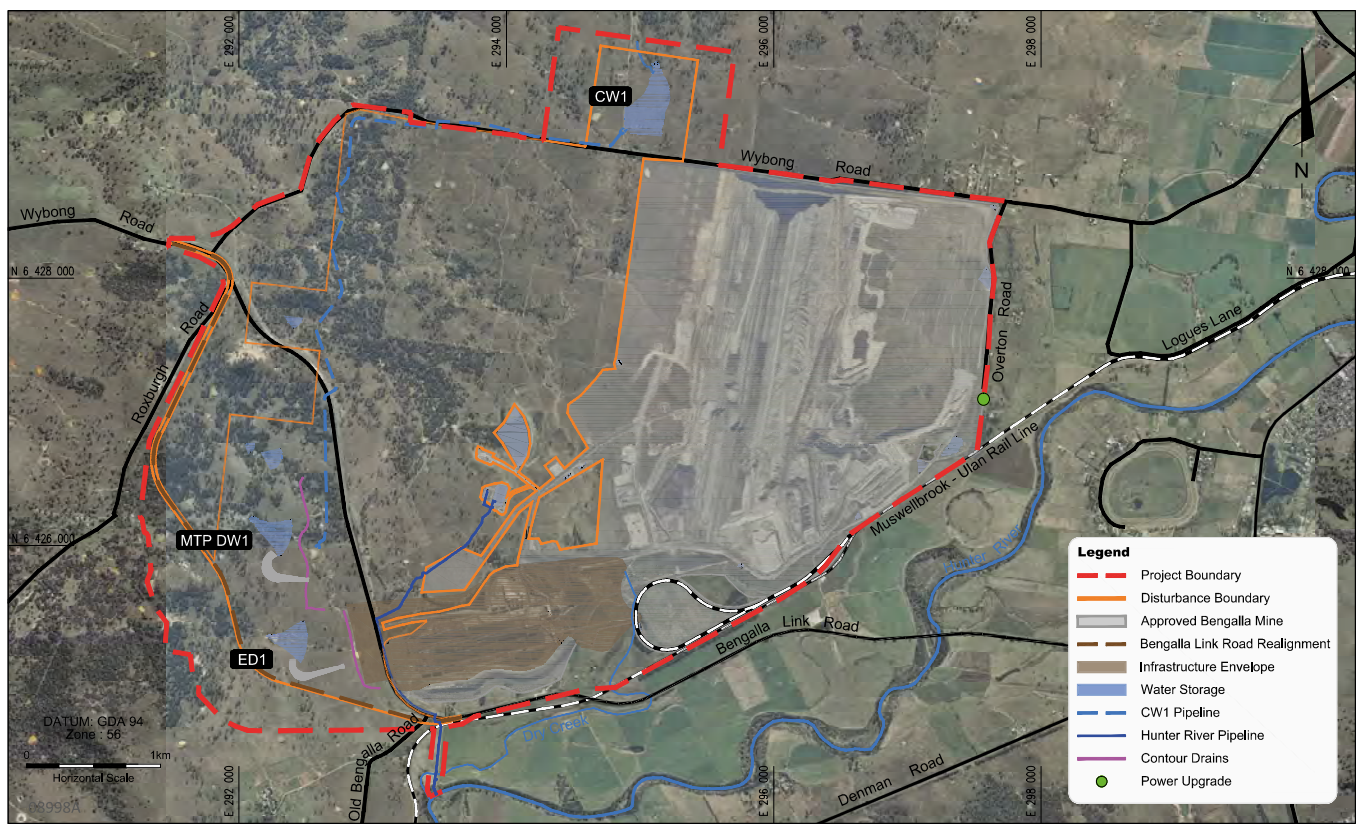 E 292 000
E 294 000
E 296 000
E 298 000
CW1
N
Wybong Road
Wybong Road
N 6 428 000
N 6 428 000
Overton Road
Logues Lane
Roxburgh Road
Muswellbrook - Ulan Rail Line
MTP DW1
N 6 426 000
Hunter River
Bengalla Link Road
ED1
DATUM: GDA 94
Zone : 56
0 1km
Horizontal Scale
Old Bengalla Road
Dry Creek
Denman Road
E 292 000
E 296 000
E 298 000
Legend
Project Boundary
Disturbance Boundary
Approved Bengalla Mine
Bengalla Link Road Realignment
Infrastructure Envelope
Water Storage
CW1 Pipeline
Hunter River Pipeline
Contour Drains
Power Upgrade